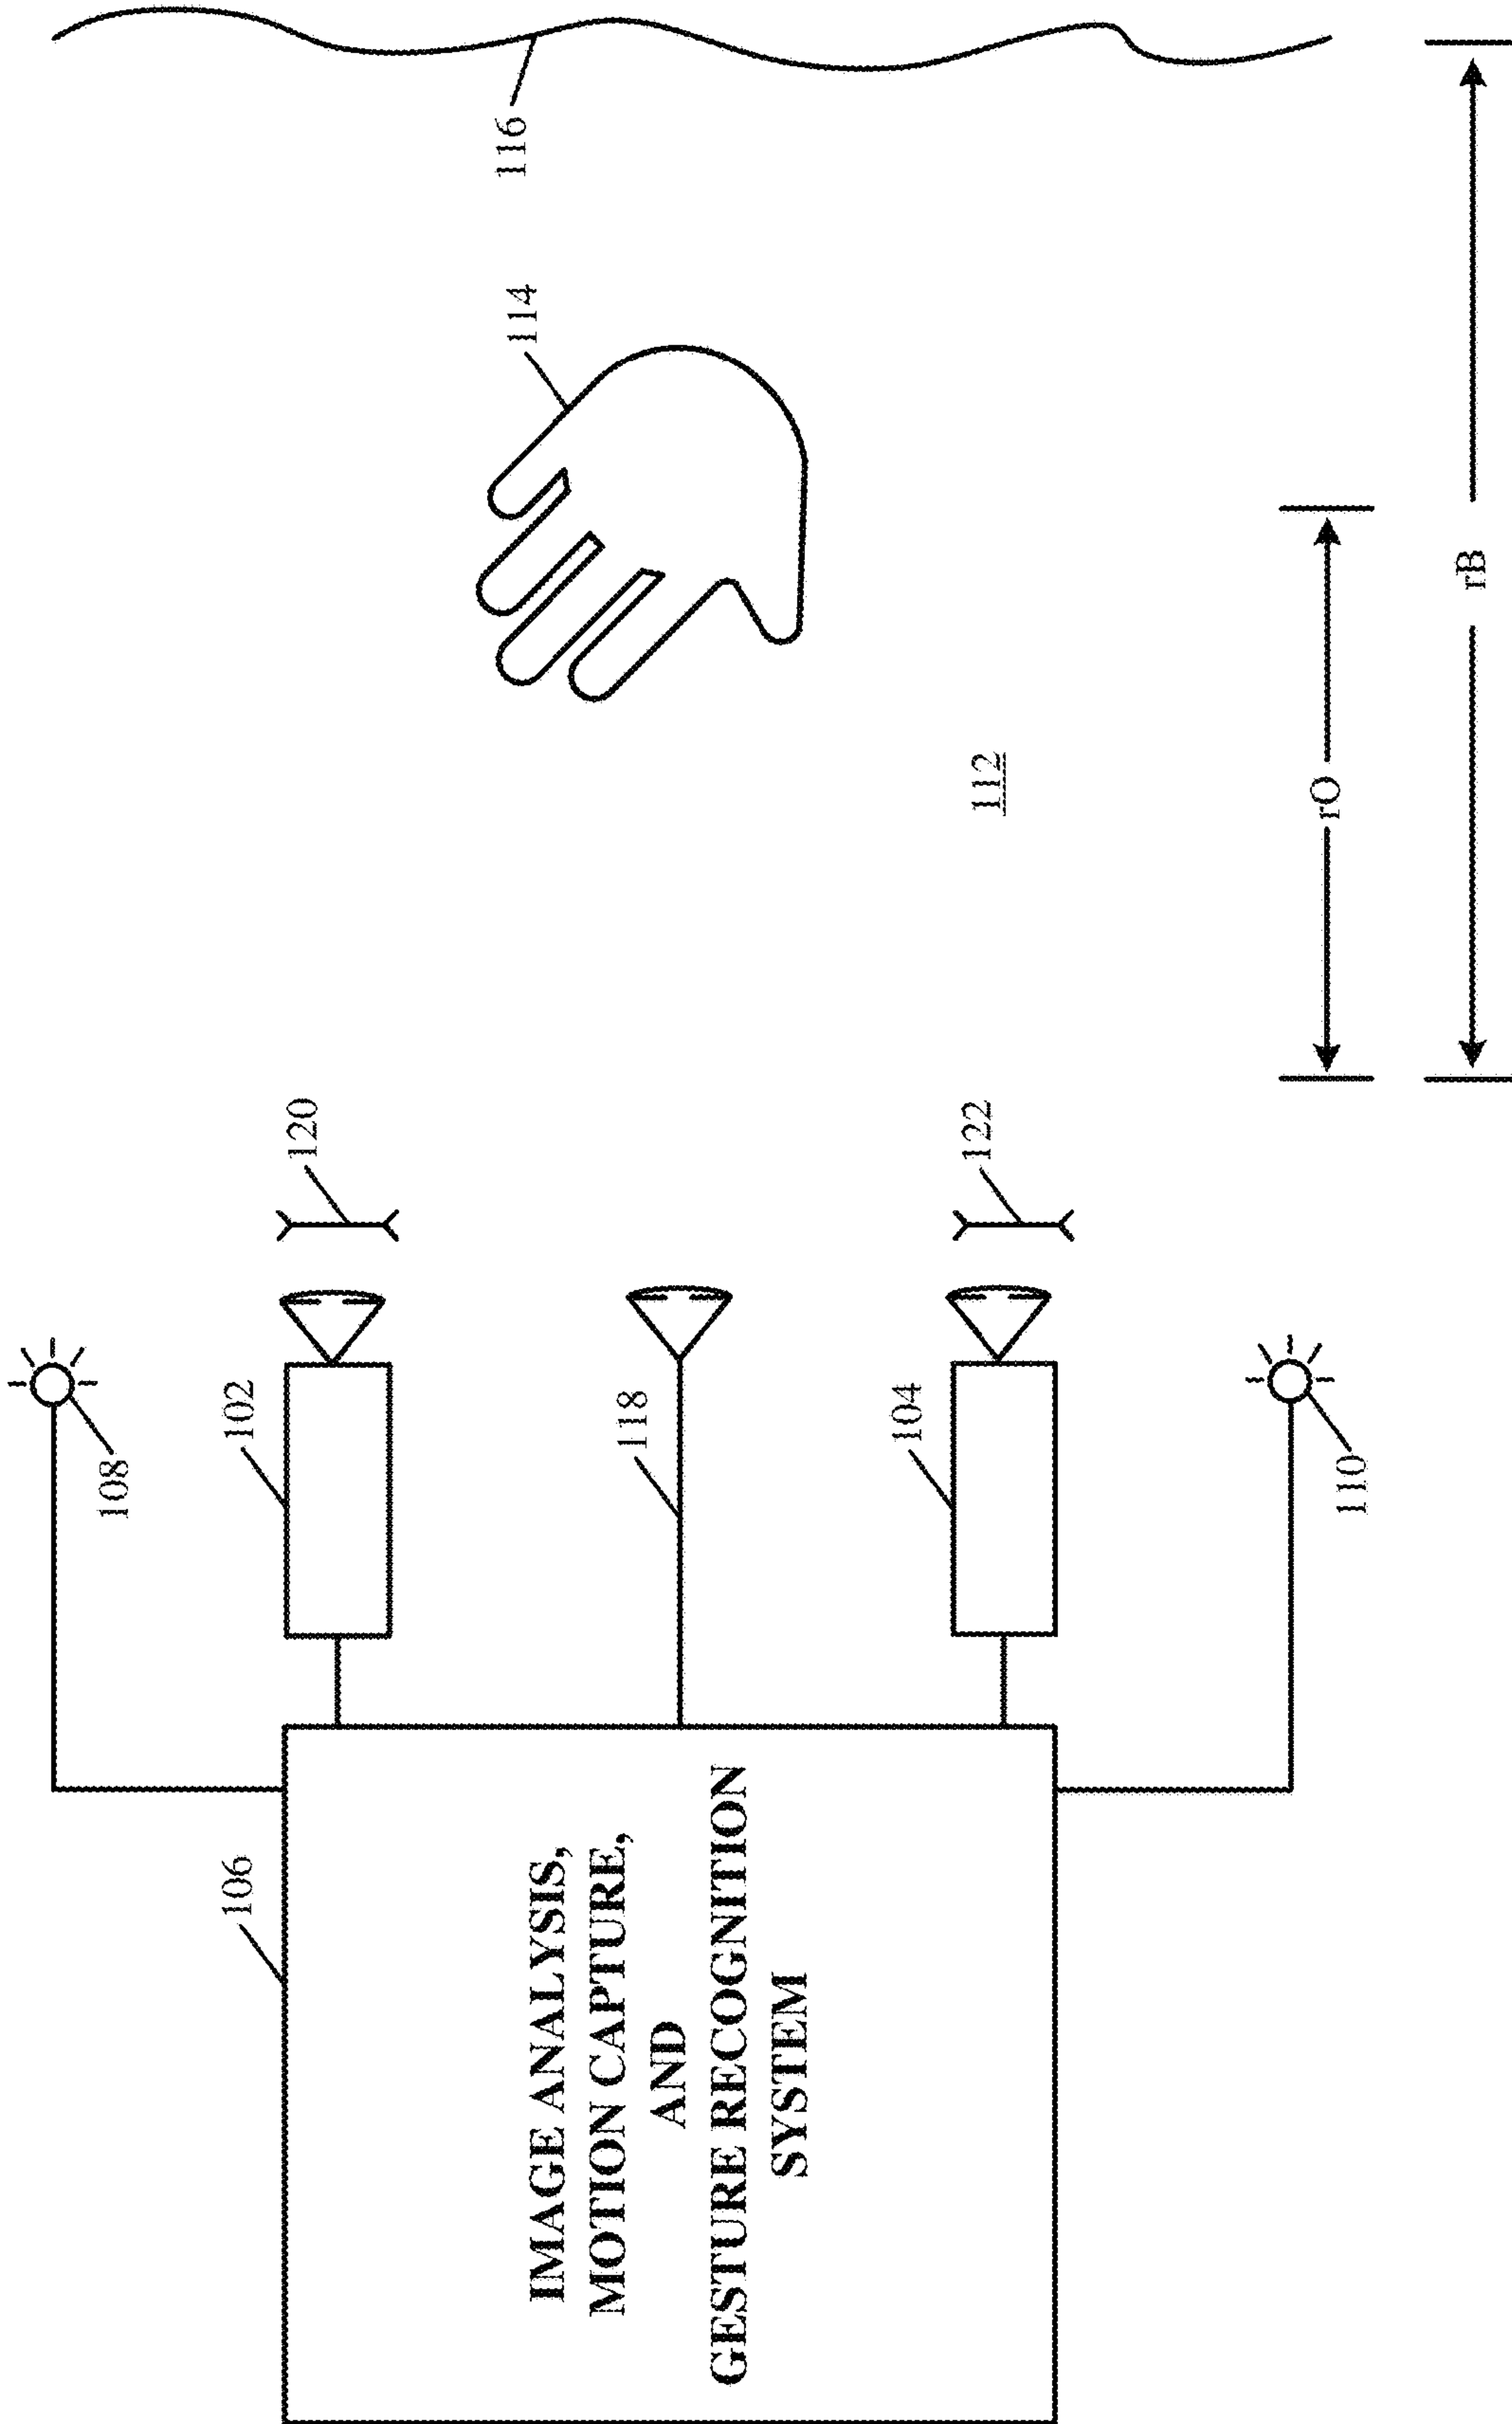 108
102
120
106
IMAGE ANALYSIS,
MOTION CAPTURE,
AND
GESTURE RECOGNITION
SYSTEM
118
114
116
104
122
112
110
rO
rB